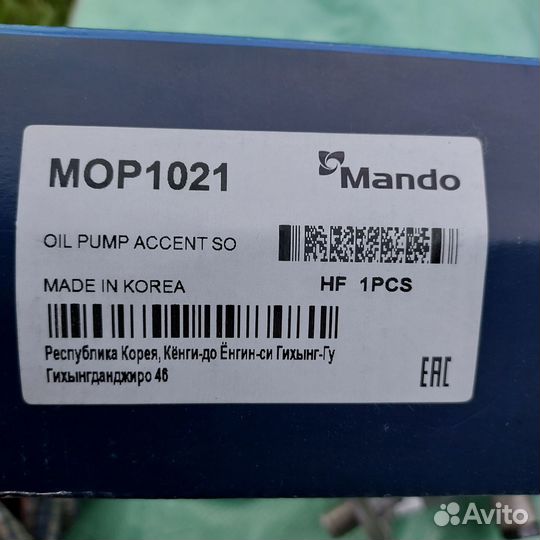 MOP1021
Mando
OIL PUMP ACCENT SO
MADE IN KOREA
HF 1PCS
Республика Корея, Кёнги-до Ёнгин-си Гихынг-Гу
Гихынгданджиро 46
EAC
Avito